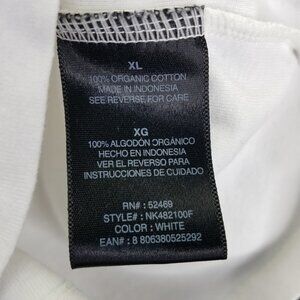 XL
100% ORGANIC COTTON
MADE IN INDONESIA
SEE REVERSE FOR CARE
XG
100% ALGODÓN ORGÁNICO
HECHO EN INDONESIA
VER EL REVERSO PARA
INSTRUCCIONES DE CUIDADO
RN# : 52469
STYLE# : NK482100F
COLOR : WHITE
EAN# : 8 806380525292